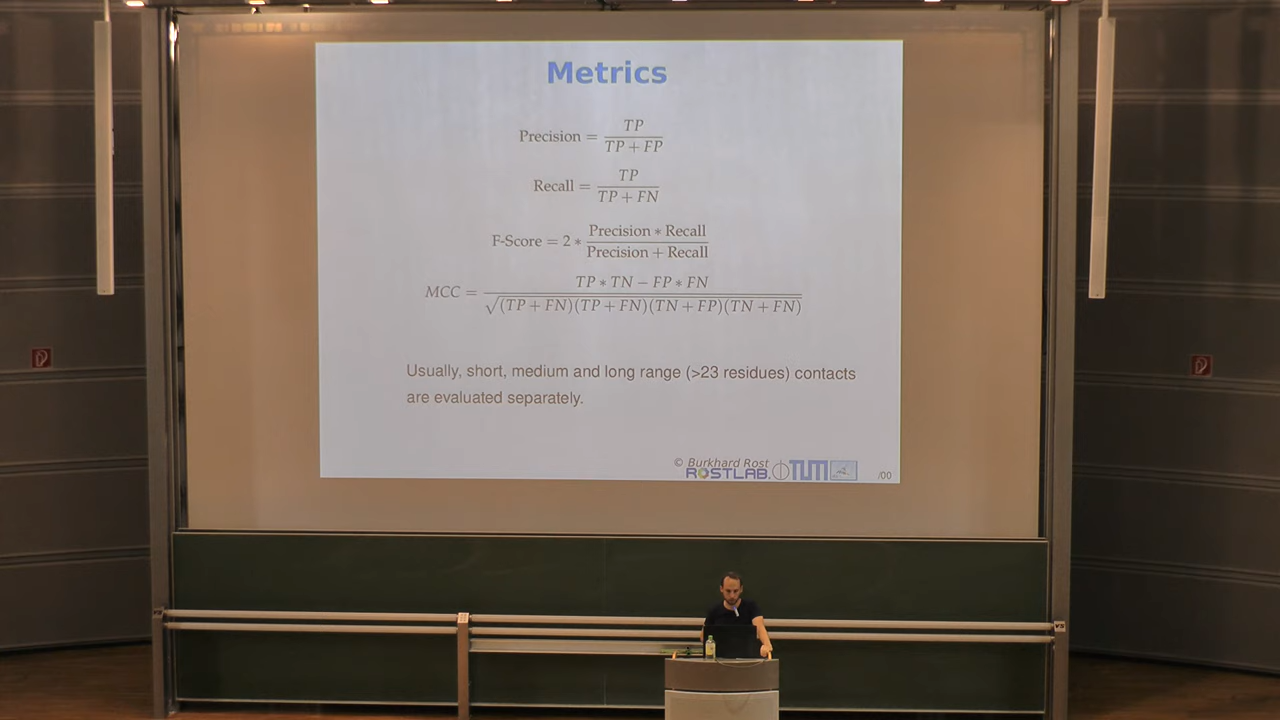 Metrics
Precision = TP / TP + FP
Recall = TP / TP + FN
F-Score = 2 * Precision * Recall / Precision + Recall
MCC = TP * TN − FP * FN / √(TP + FN)(TP + FN)(TN + FP)(TN + FN)
Usually, short, medium and long range (>23 residues) contacts
are evaluated separately.
© Burkhard Rost
ROSTLAB. TUM
/00